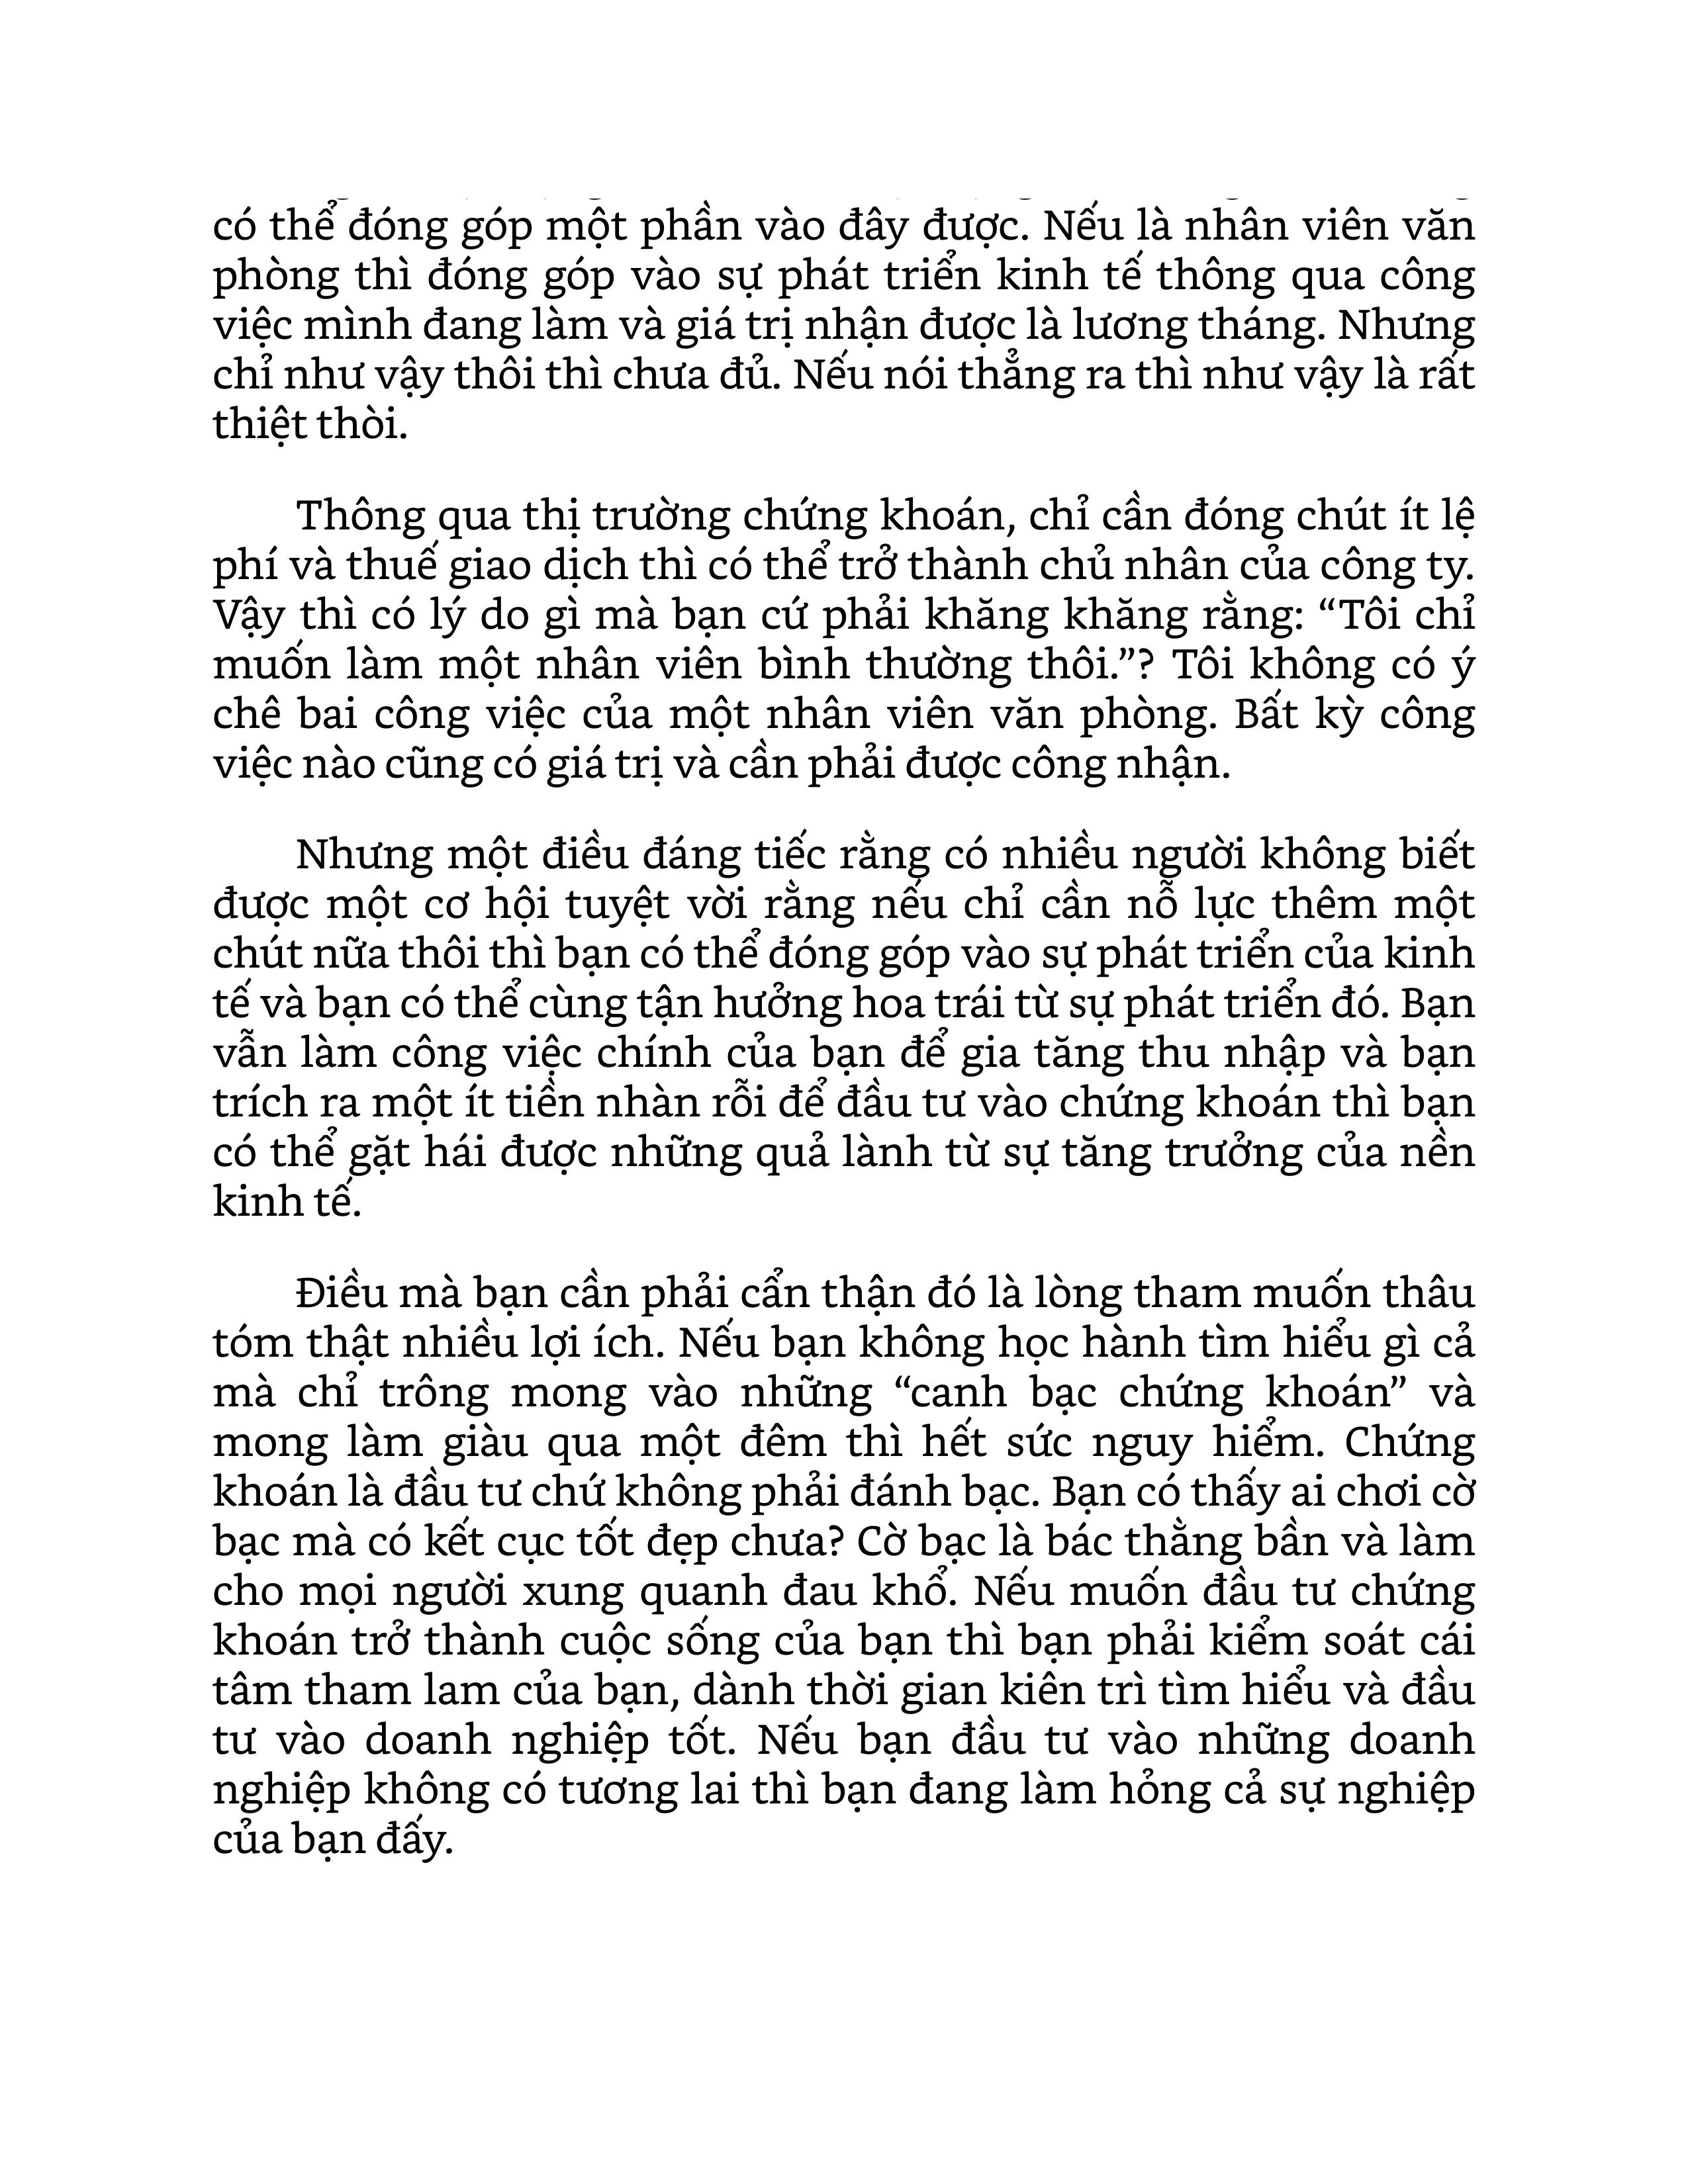 có thể đóng góp một phần vào đây được. Nếu là nhân viên văn
phòng thì đóng góp vào sự phát triển kinh tế thông qua công
việc mình đang làm và giá trị nhận được là lương tháng. Nhưng
chỉ như vậy thôi thì chưa đủ. Nếu nói thẳng ra thì như vậy là rất
thiệt thòi.
Thông qua thị trường chứng khoán, chỉ cần đóng chút ít lệ
phí và thuế giao dịch thì có thể trở thành chủ nhân của công ty.
Vậy thì có lý do gì mà bạn cứ phải khăng khăng rằng: “Tôi chỉ
muốn làm một nhân viên bình thường thôi.”? Tôi không có ý
chê bai công việc của một nhân viên văn phòng. Bất kỳ công
việc nào cũng có giá trị và cần phải được công nhận.
Nhưng một điều đáng tiếc rằng có nhiều người không biết
được một cơ hội tuyệt vời rằng nếu chỉ cần nỗ lực thêm một
chút nữa thôi thì bạn có thể đóng góp vào sự phát triển của kinh
tế và bạn có thể cùng tận hưởng hoa trái từ sự phát triển đó. Bạn
vẫn làm công việc chính của bạn để gia tăng thu nhập và bạn
trích ra một ít tiền nhàn rỗi để đầu tư vào chứng khoán thì bạn
có thể gặt hái được những quả lành từ sự tăng trưởng của nền
kinh tế.
Điều mà bạn cần phải cẩn thận đó là lòng tham muốn thâu
tóm thật nhiều lợi ích. Nếu bạn không học hành tìm hiểu gì cả
mà chỉ trông mong vào những “canh bạc chứng khoán” và
mong làm giàu qua một đêm thì hết sức nguy hiểm. Chứng
khoán là đầu tư chứ không phải đánh bạc. Bạn có thấy ai chơi cờ
bạc mà có kết cục tốt đẹp chưa? Cờ bạc là bác thằng bần và làm
cho mọi người xung quanh đau khổ. Nếu muốn đầu tư chứng
khoán trở thành cuộc sống của bạn thì bạn phải kiểm soát cái
tâm tham lam của bạn, dành thời gian kiên trì tìm hiểu và đầu
tư vào doanh nghiệp tốt. Nếu bạn đầu tư vào những doanh
nghiệp không có tương lai thì bạn đang làm hỏng cả sự nghiệp
của bạn đấy.